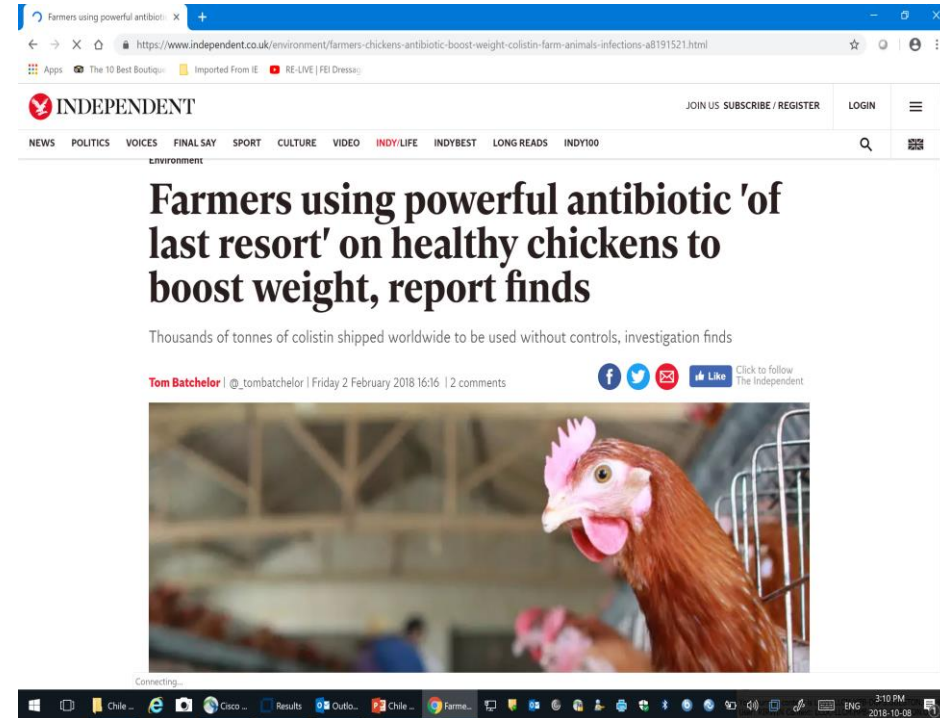 Farmers using powerful antibioti
https://www.independent.co.uk/environment/farmers-chickens-antibiotic-boost-weight-colistin-farm-animals-infections-a8191521.html
Apps The 10 Best Boutique Imported From IE RE-LIVE | FEI Dressag
INDEPENDENT JOIN US SUBSCRIBE / REGISTER LOGIN
NEWS POLITICS VOICES FINAL SAY SPORT CULTURE VIDEO INDY/LIFE INDYBEST LONG READS INDY100
Environment
Farmers using powerful antibiotic 'of
last resort' on healthy chickens to
boost weight, report finds
Thousands of tonnes of colistin shipped worldwide to be used without controls, investigation finds
Tom Batchelor | @_tombatchelor | Friday 2 February 2018 16:16 | 2 comments
Like
Click to follow
The Independent
Connecting...
Chile ... Cisco ... Results Outlo... Chile ... Farme... ENG
3:10 PM
2018-10-08